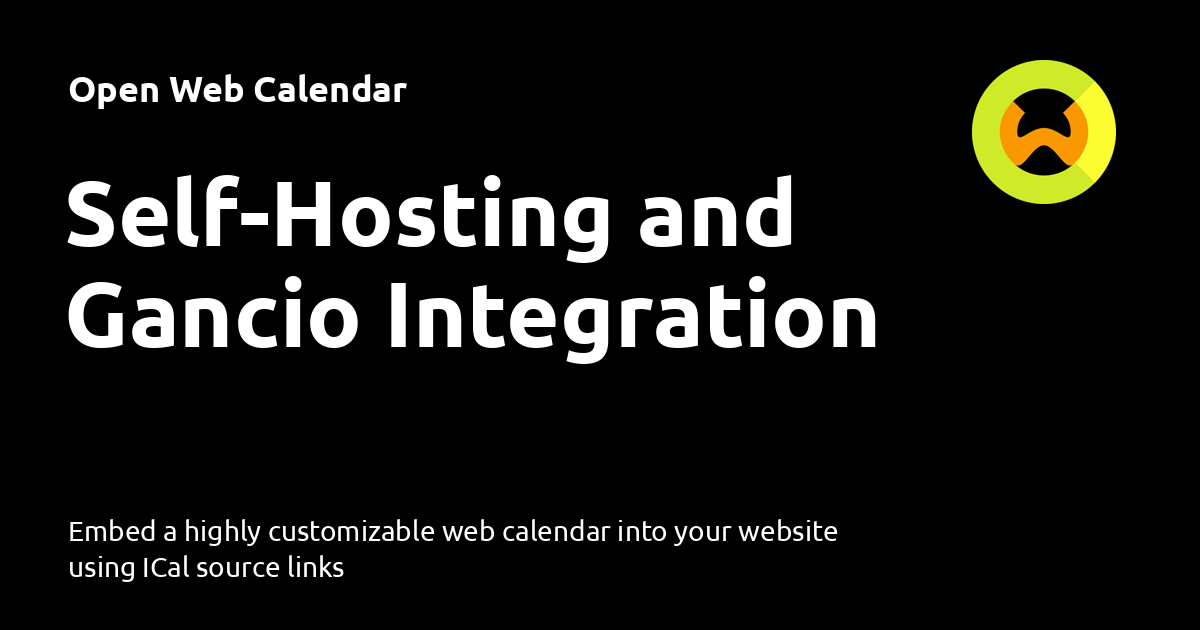 Open Web Calendar
Self-Hosting and
Gancio Integration
Embed a highly customizable web calendar into your website
using ICal source links